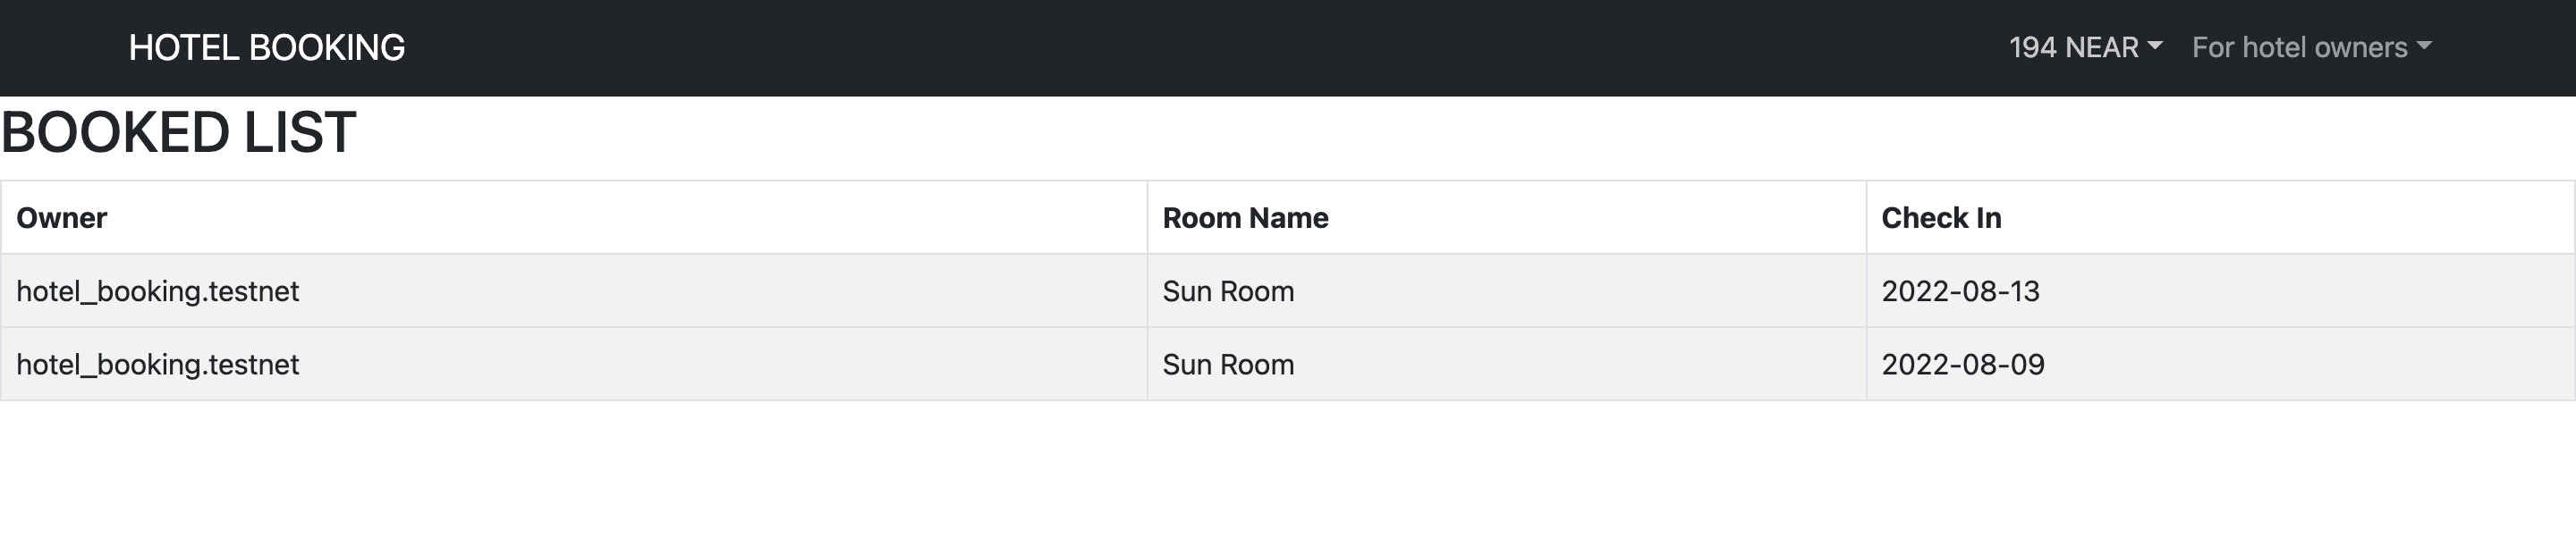 HOTEL BOOKING 194 NEAR For hotel owners
BOOKED LIST
Owner Room Name Check In
hotel_booking.testnet Sun Room 2022-08-13
hotel_booking.testnet Sun Room 2022-08-09